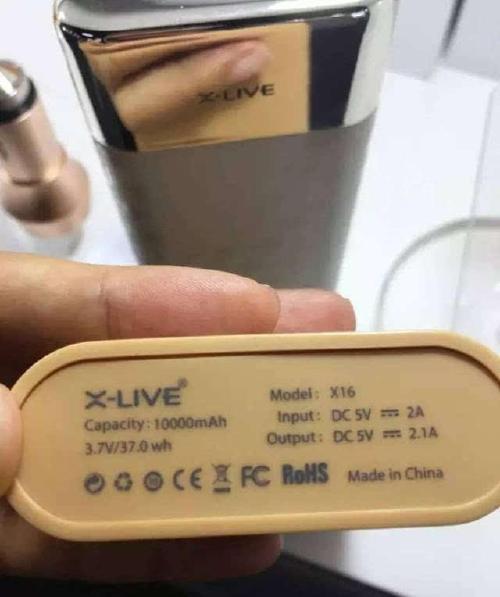 X-LIVE
X-LIVE®
Capacity: 10000mAh
3.7V/37.0 wh
Model: X16
Input: DC 5V ⎓ 2A
Output: DC 5V ⎓ 2.1A
CE FC RoHS Made in China